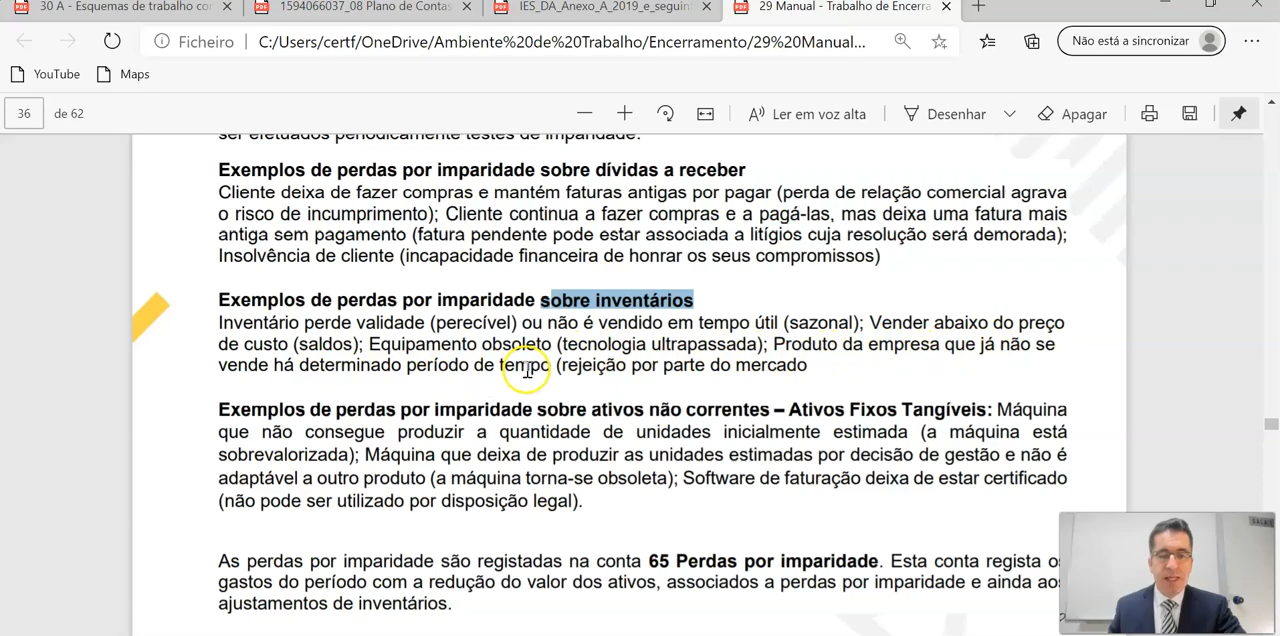 30 A - Esquemas de trabalho co
1594066037_08 Plano de Contas
IES_DA_Anexo_A_2019_e_seguin
29 Manual - Trabalho de Encerra
Ficheiro
C:/Users/certf/OneDrive/Ambiente%20de%20Trabalho/Encerramento/29%20Manual...
Não está a sincronizar
YouTube
Maps
36
de 62
Ler em voz alta
Desenhar
Apagar
ser efetuados periodicamente testes de imparidade.
Exemplos de perdas por imparidade sobre dívidas a receber
Cliente deixa de fazer compras e mantém faturas antigas por pagar (perda de relação comercial agrava
o risco de incumprimento); Cliente continua a fazer compras e a pagá-las, mas deixa uma fatura mais
antiga sem pagamento (fatura pendente pode estar associada a litígios cuja resolução será demorada);
Insolvência de cliente (incapacidade financeira de honrar os seus compromissos)
Exemplos de perdas por imparidade sobre inventários
Inventário perde validade (perecível) ou não é vendido em tempo útil (sazonal); Vender abaixo do preço
de custo (saldos); Equipamento obsoleto (tecnologia ultrapassada); Produto da empresa que já não se
vende há determinado período de tempo (rejeição por parte do mercado
Exemplos de perdas por imparidade sobre ativos não correntes – Ativos Fixos Tangíveis: Máquina
que não consegue produzir a quantidade de unidades inicialmente estimada (a máquina está
sobrevalorizada); Máquina que deixa de produzir as unidades estimadas por decisão de gestão e não é
adaptável a outro produto (a máquina torna-se obsoleta); Software de faturação deixa de estar certificado
(não pode ser utilizado por disposição legal).
As perdas por imparidade são registadas na conta 65 Perdas por imparidade. Esta conta regista os
gastos do período com a redução do valor dos ativos, associados a perdas por imparidade e ainda aos
ajustamentos de inventários.